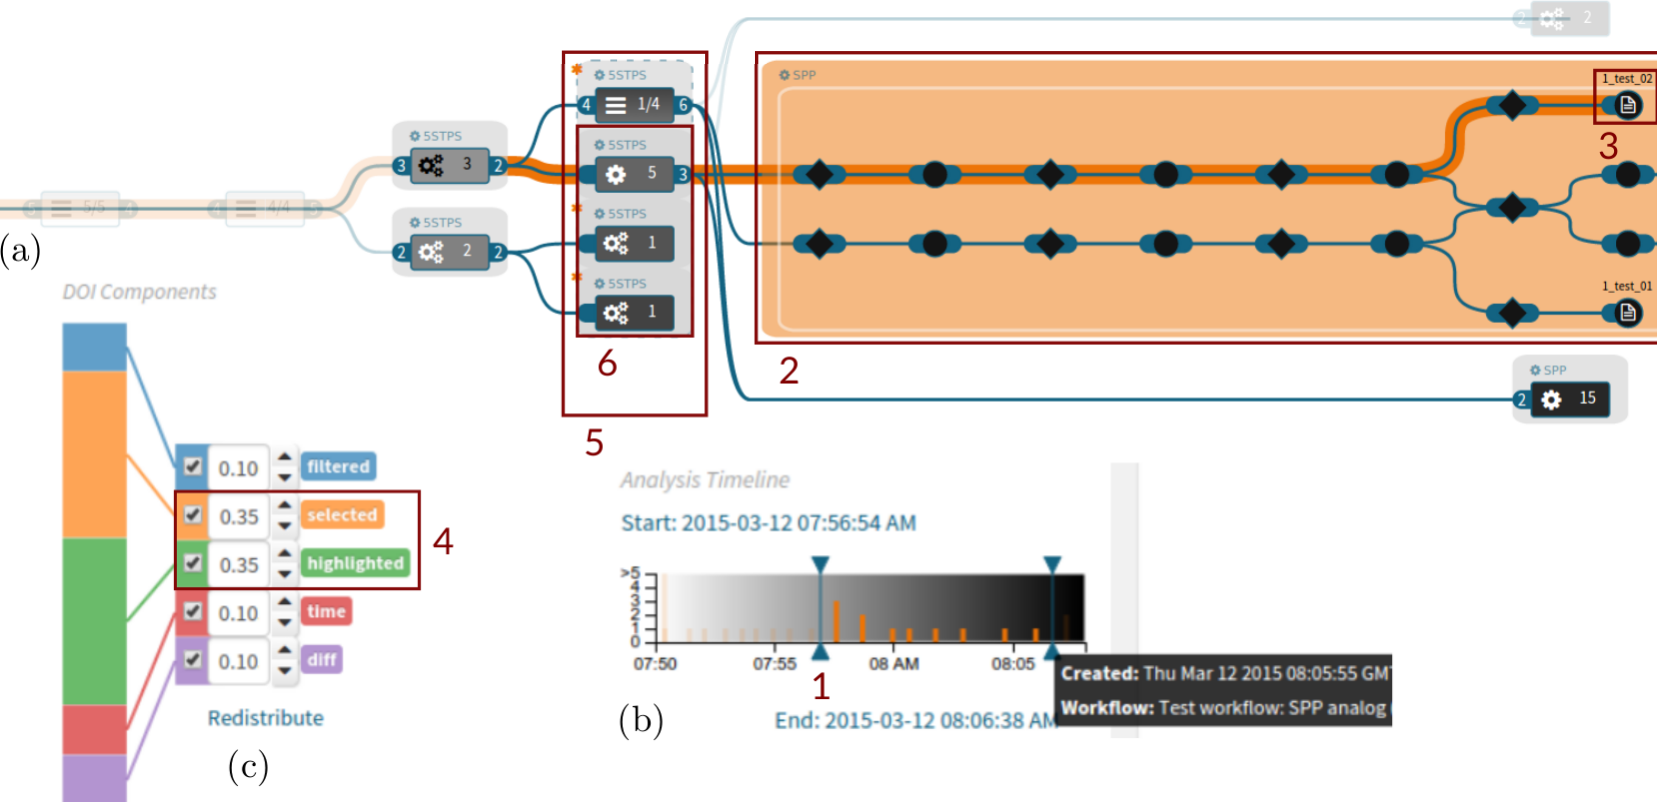 2 2
SPP
1_test_02
3
5STPS
4 1/4 6
5STPS
3 3 2
5STPS
5 3
5 5/5 4
4 4/4 5
5STPS
2 2 2
5STPS
1
5STPS
1
6
5
2
1_test_01
SPP
2 15
(a)
DOI Components
0.10 filtered
0.35 selected
0.35 highlighted
4
0.10 time
0.10 diff
Redistribute
(c)
Analysis Timeline
Start: 2015-03-12 07:56:54 AM
>5
4
3
2
1
0
07:50 07:55 08 AM 08:05
1
Created: Thu Mar 12 2015 08:05:55 GM
Workflow: Test workflow: SPP analog
(b)
End: 2015-03-12 08:06:38 AM